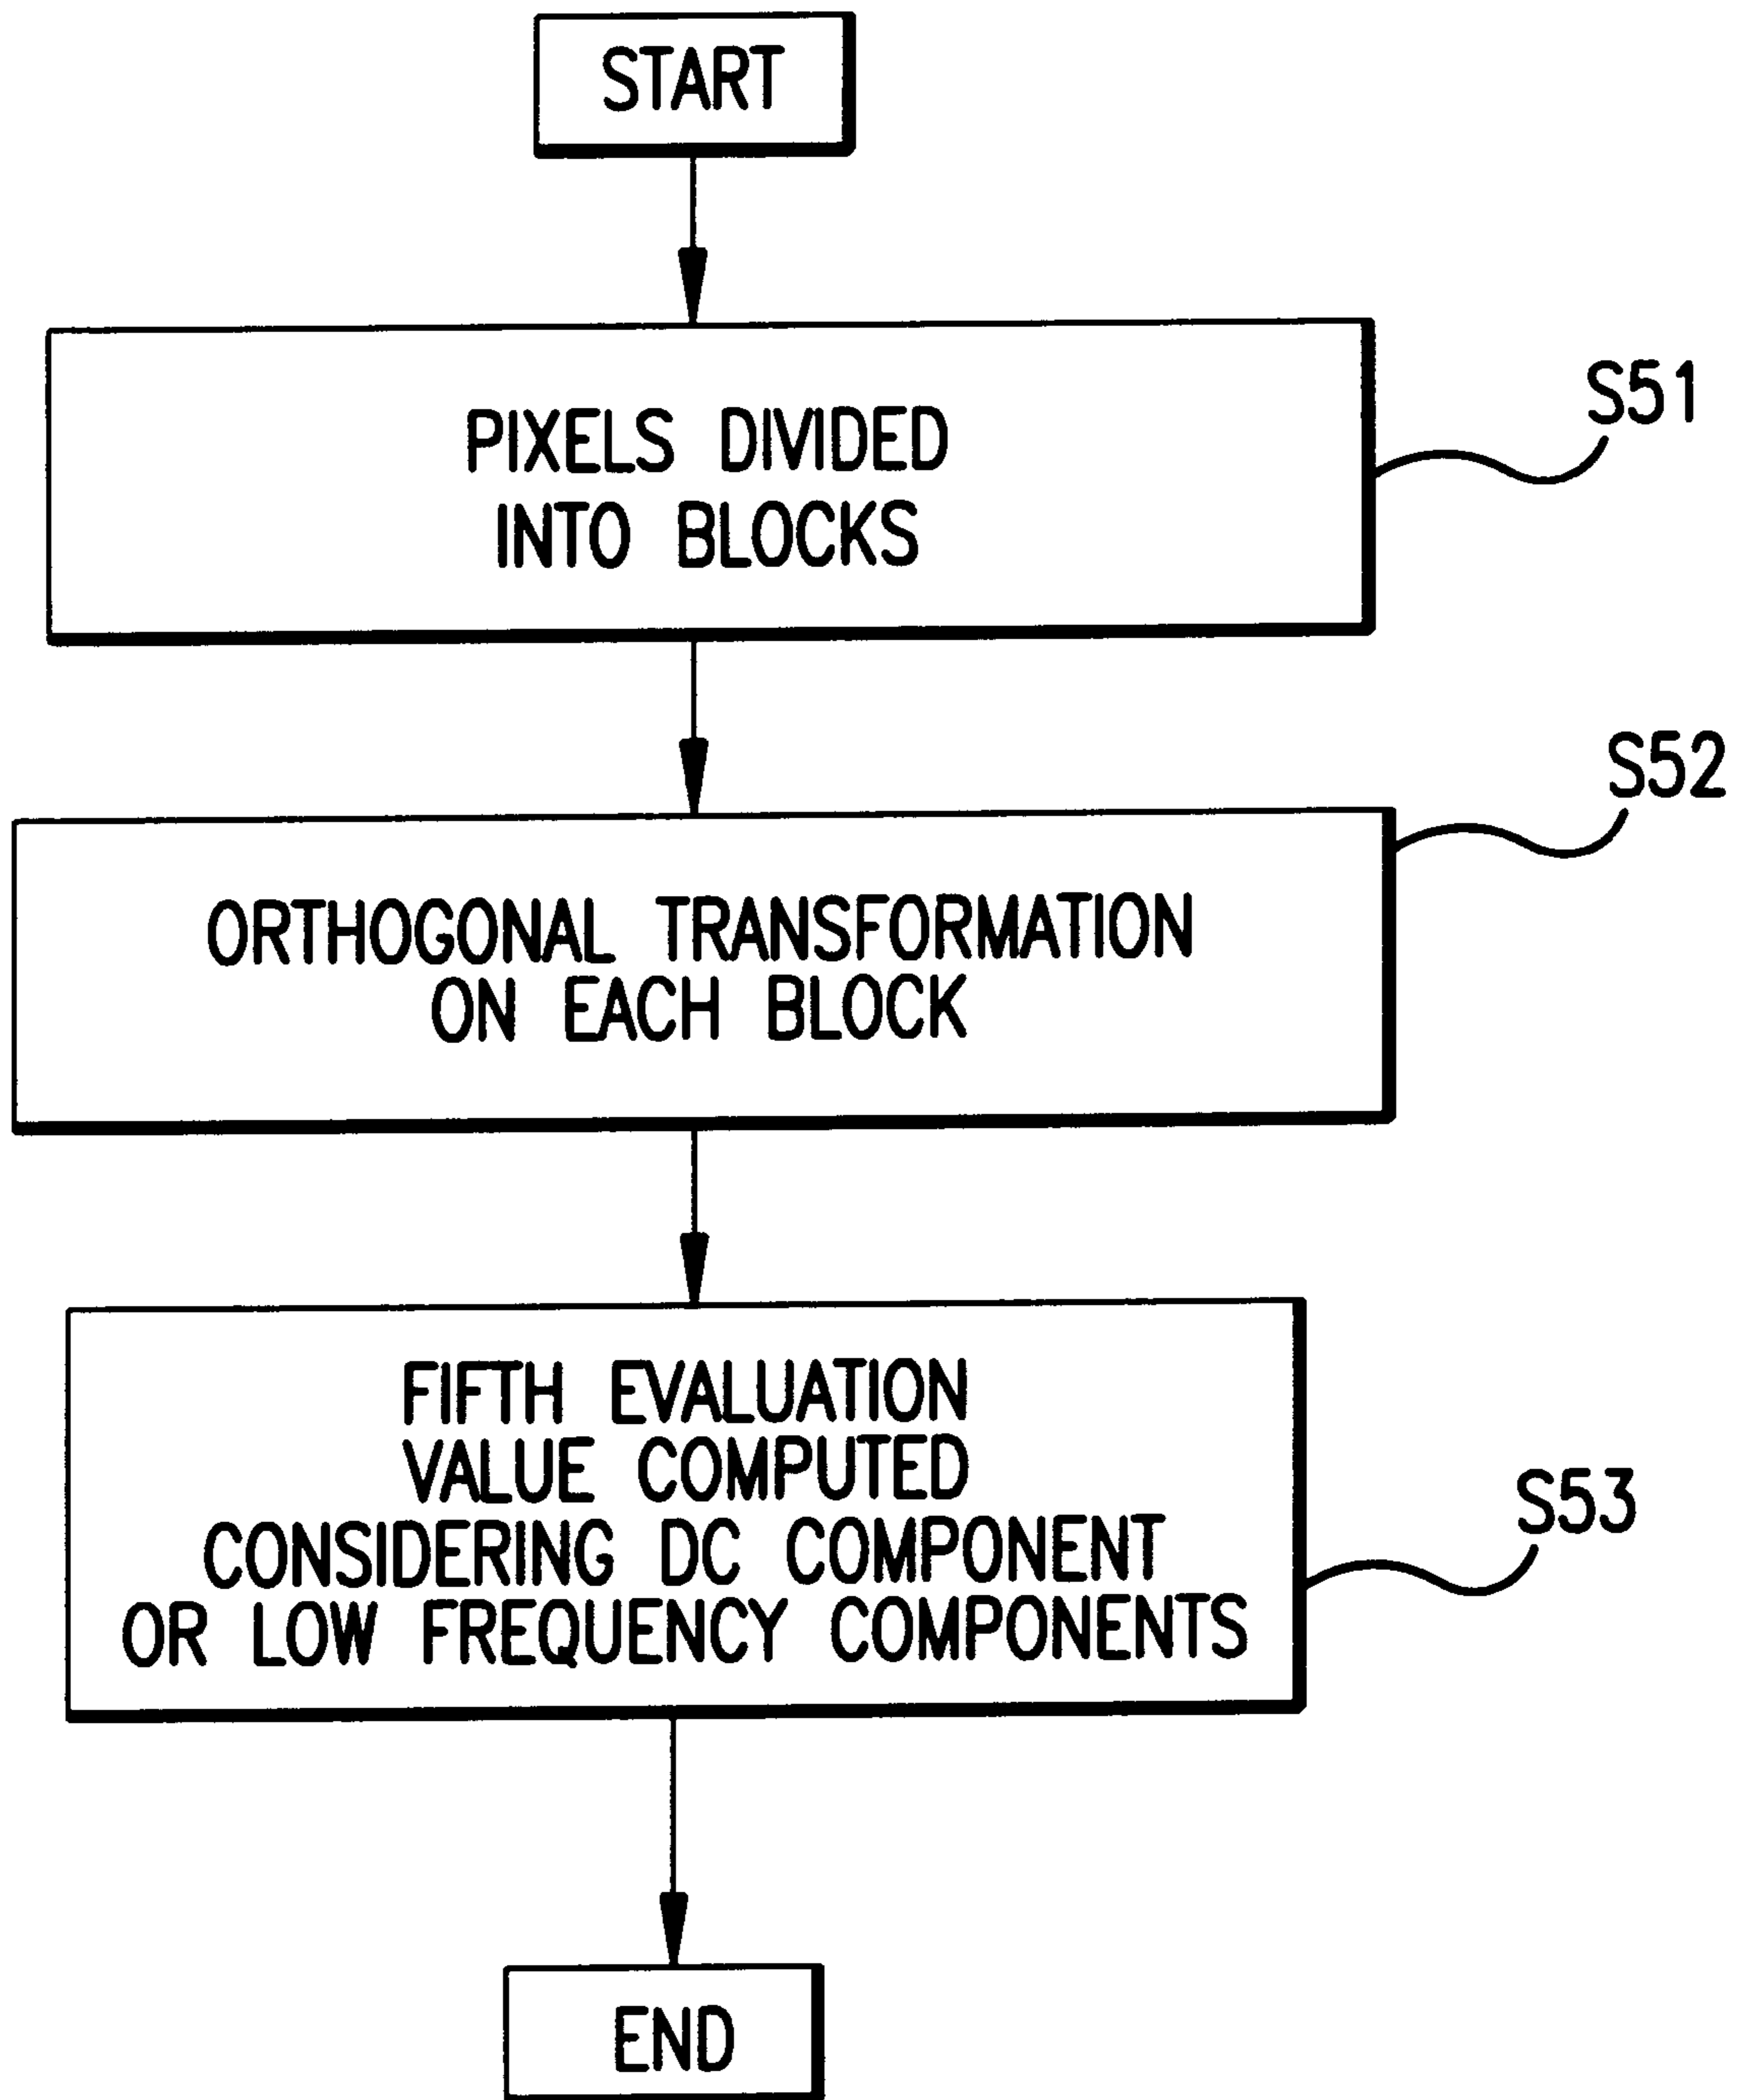 START
PIXELS DIVIDED
INTO BLOCKS
S51
ORTHOGONAL TRANSFORMATION
ON EACH BLOCK
S52
FIFTH EVALUATION
VALUE COMPUTED
CONSIDERING DC COMPONENT
OR LOW FREQUENCY COMPONENTS
S53
END